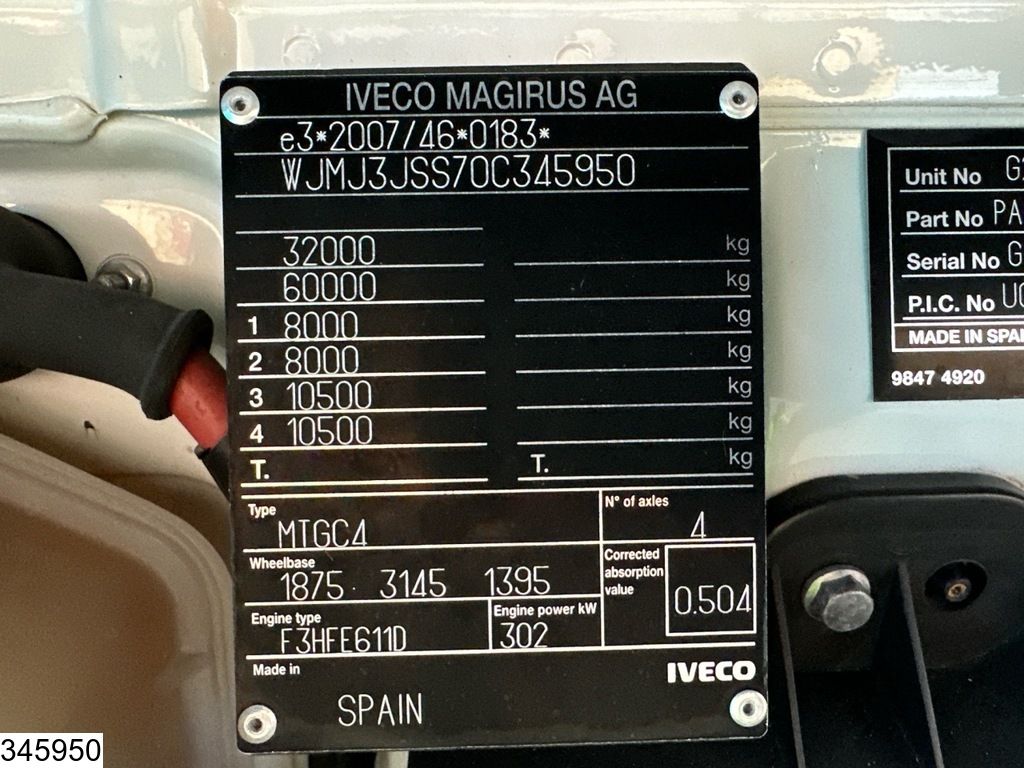 IVECO MAGIRUS AG
e3*2007/46*0183*
WJMJ3JSS70C345950
32000 kg
60000 kg
1 8000 kg
2 8000 kg
3 10500 kg
4 10500 kg
T. T. kg
Type
MTGC4
N° of axles
4
Wheelbase
1875 3145 1395
Corrected
absorption
value
0.504
Engine type
F3HFE611D
Engine power kW
302
Made in
SPAIN
IVECO
Unit No
Part No PA
Serial No
P.I.C. No
MADE IN
9847 4920
345950